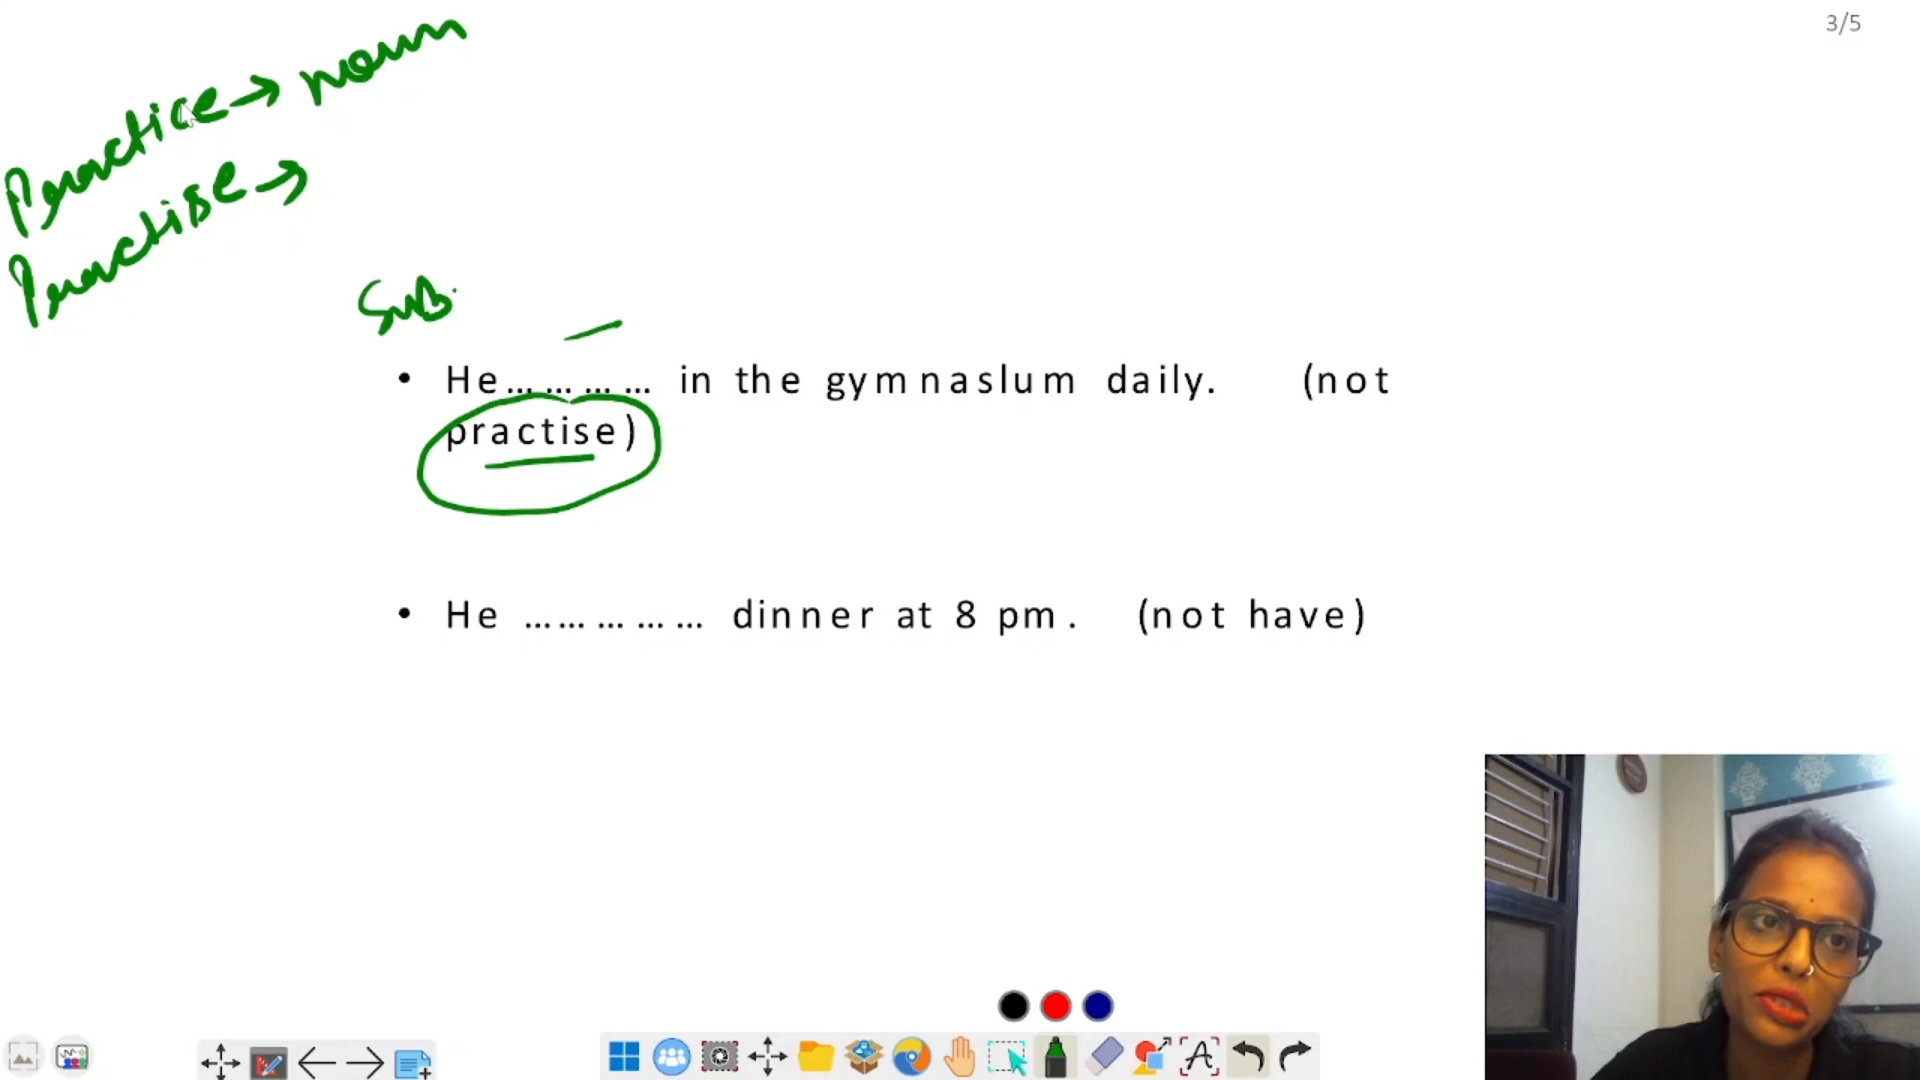 3/5
Practice → noun
Practise →
Sub.
• He... ... ... ... in the gymnaslum daily. (not
practise)
• He ...... ... ... ... dinner at 8 pm. (not have)